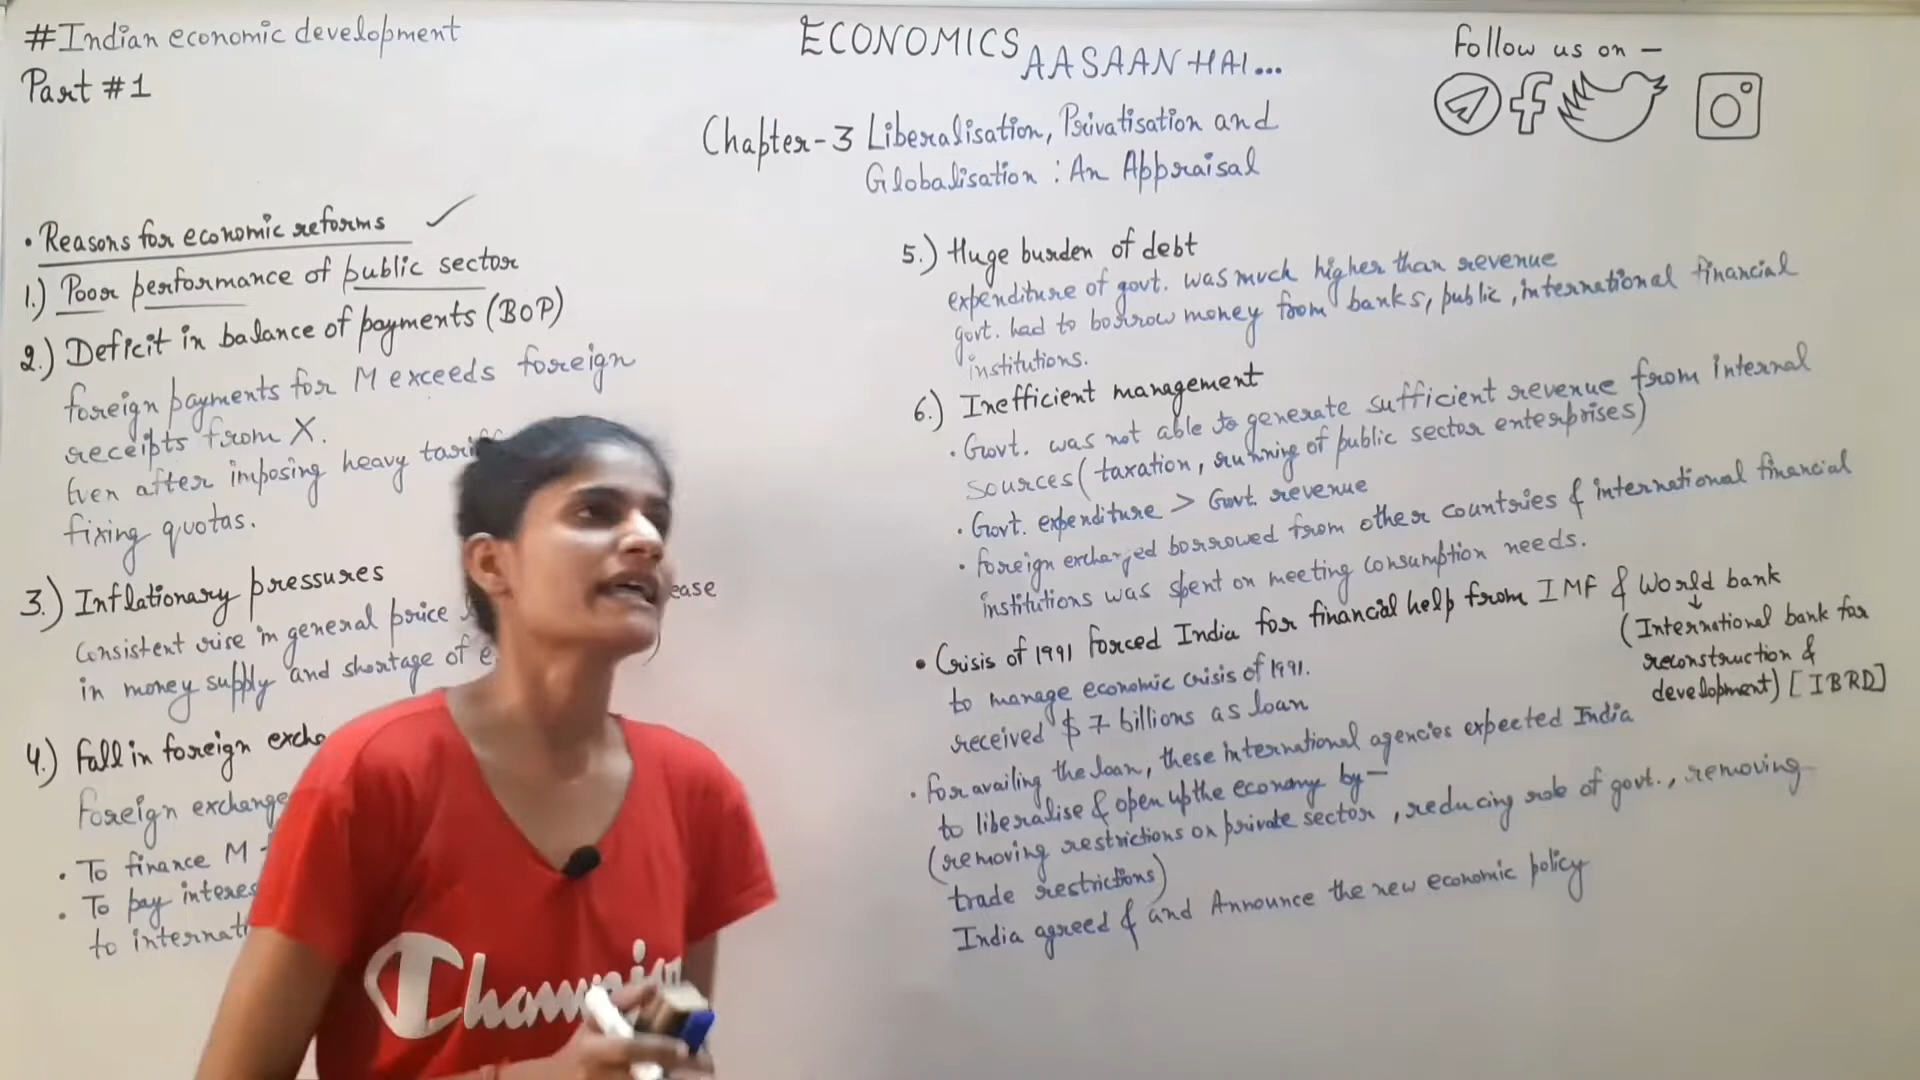 #Indian economic development
Part #1
ECONOMICS
AASAAN HAI...
Follow us on –
Chapter-3 Liberalisation, Privatisation and
Globalisation : An Appraisal
• Reasons for economic reforms ✓
1.) Poor performance of public sector
2.) Deficit in balance of payments (BOP)
foreign payments for M exceeds foreign
receipts from X.
Even after imposing heavy
fixing quotas.
3.) Inflationary pressures
Consistent rise in general price
in money supply and shortage of
4.) Fall in foreign
Foreign exchange
• To finance M
• To pay
to
5.) Huge burden of debt
expenditure of govt. was much higher than revenue
govt. had to borrow money from banks, public, international financial
institutions.
6.) Inefficient management
• Govt. was not able to generate sufficient revenue from internal
sources (taxation, running of public sector enterprises)
• Govt. expenditure > Govt. revenue
• foreign exchanged borrowed from other countries & international financial
institutions was spent on meeting consumption needs.
• Crisis of 1991 forced India for financial help from IMF & World bank
↓
(International bank for
reconstruction &
development) [IBRD]
to manage economic crisis of 1991.
received $ 7 billions as loan
• For availing the loan, these international agencies expected India
to liberalise & open up the economy by –
(removing restrictions on private sector, reducing role of govt., removing
trade restrictions)
India agreed & and Announce the new economic policy
Champion